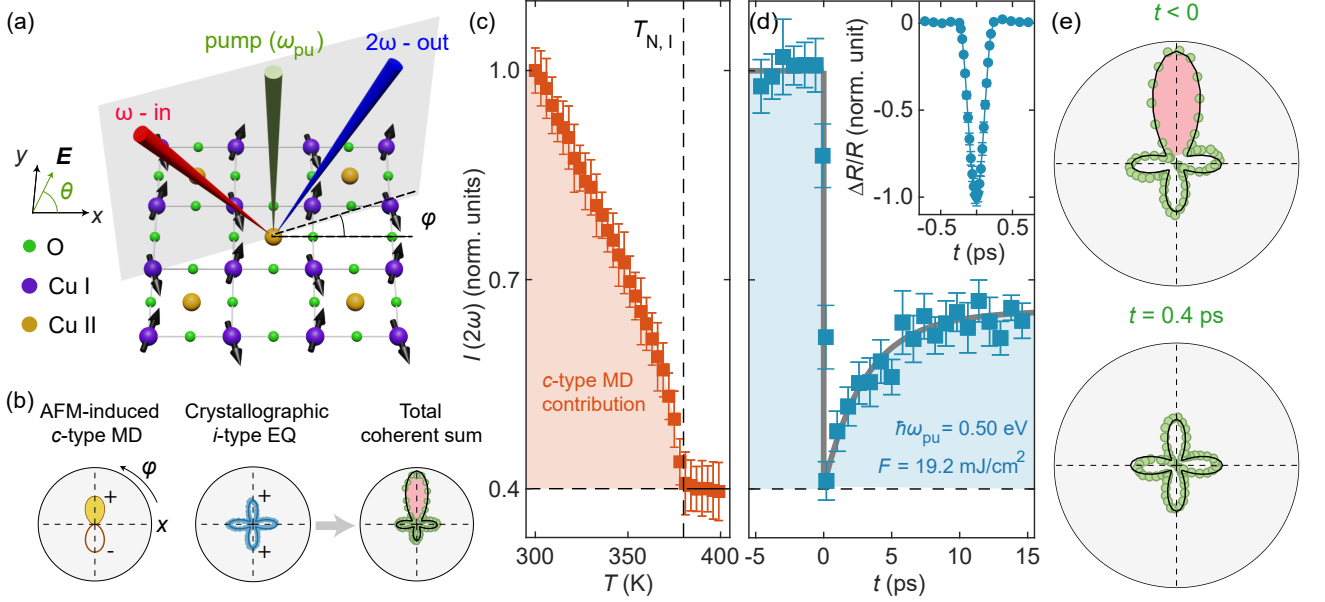 (a)
pump (ω_pu)
2ω - out
ω - in
y
E
θ
x
φ
O
Cu I
Cu II
(b)
AFM-induced
c-type MD
Crystallographic
i-type EQ
Total
coherent sum
φ
+
x
-
+
+
(c)
T_N, I
I (2ω) (norm. units)
1.0
0.7
0.4
c-type MD
contribution
300
350
400
T (K)
(d)
ΔR/R (norm. unit)
0
-0.5
-1.0
-0.5
0
0.5
t (ps)
ℏω_pu = 0.50 eV
F = 19.2 mJ/cm²
-5
0
5
10
15
t (ps)
(e)
t < 0
t = 0.4 ps